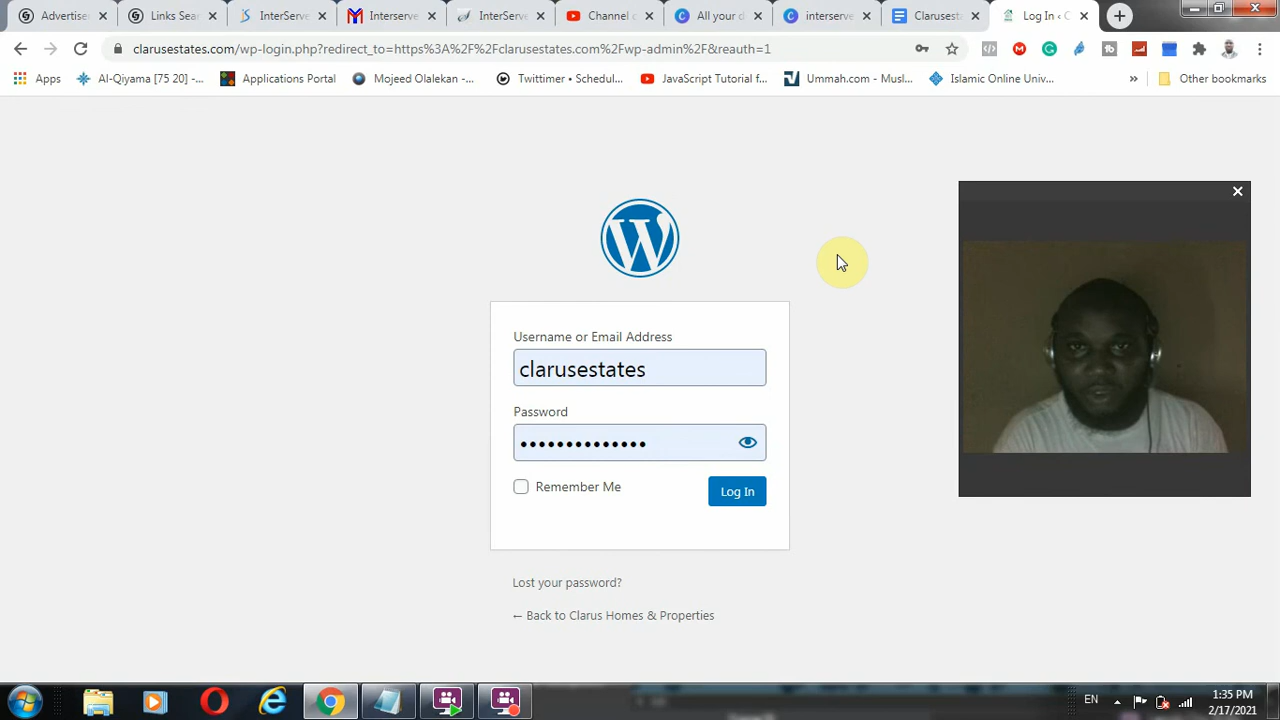 Advertise
Links Sea
InterServe
Interserve
InterServ
Channel
All your d
interserve
Clarusest
Log In ‹ C
clarusestates.com/wp-login.php?redirect_to=https%3A%2F%2Fclarusestates.com%2Fwp-admin%2F&reauth=1
Apps
Al-Qiyama [75 20] -...
Applications Portal
Mojeed Olalekan -...
Twittimer • Schedul...
JavaScript Tutorial f...
Ummah.com - Musl...
Islamic Online Univ...
»
Other bookmarks
Username or Email Address
clarusestates
Password
••••••••••••••
Remember Me
Log In
Lost your password?
← Back to Clarus Homes & Properties
EN
1:35 PM
2/17/2021